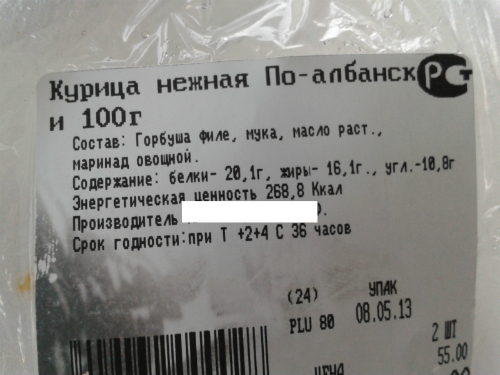 Курица нежная По-албанск
и 100г
РСТ
Состав: Горбуша филе, мука, масло раст.,
маринад овощной.
Содержание: белки- 20,1г, жиры- 16,1г., угл.-10,8г
Энергетическая ценность 268,8 Ккал
Производитель
Срок годности:при Т +2+4 С 36 часов
(24) УПАК
PLU 80 08.05.13
2 ШТ
55.00
ЦЕНА